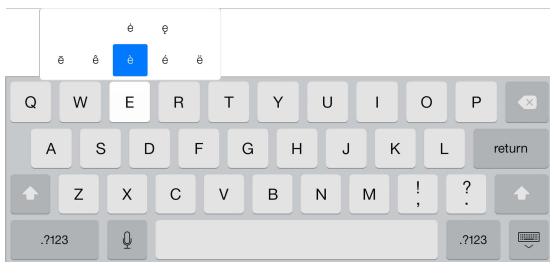 ė ę
ē ê è é ë
Q W E R T Y U I O P
A S D F G H J K L return
Z X C V B N M ! , ? .
.?123 .?123